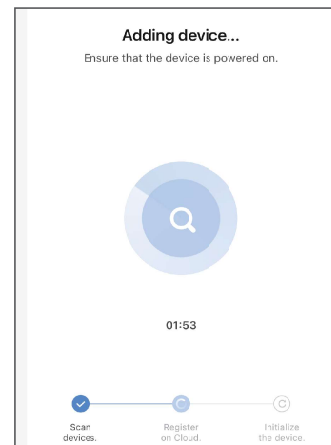 Adding device...
Ensure that the device is powered on.
01:53
Scan
devices.
Register
on Cloud.
Initialize
the device.